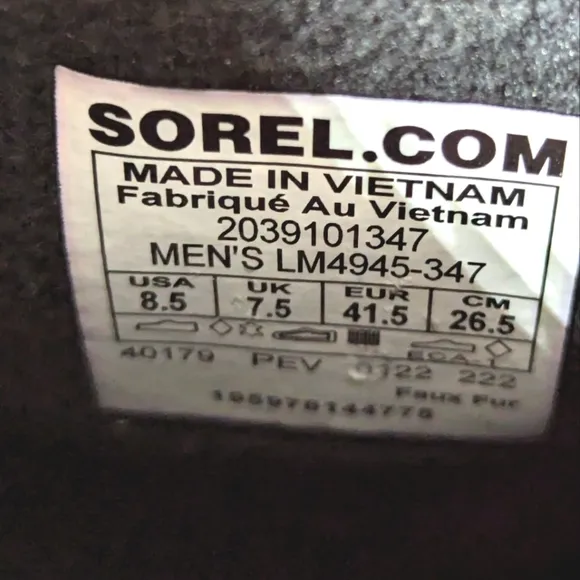 SOREL.COM
MADE IN VIETNAM
Fabriqué Au Vietnam
2039101347
MEN'S LM4945-347
USA UK EUR CM
8.5 7.5 41.5 26.5
40179 PEV 0122 222
Faux Fur